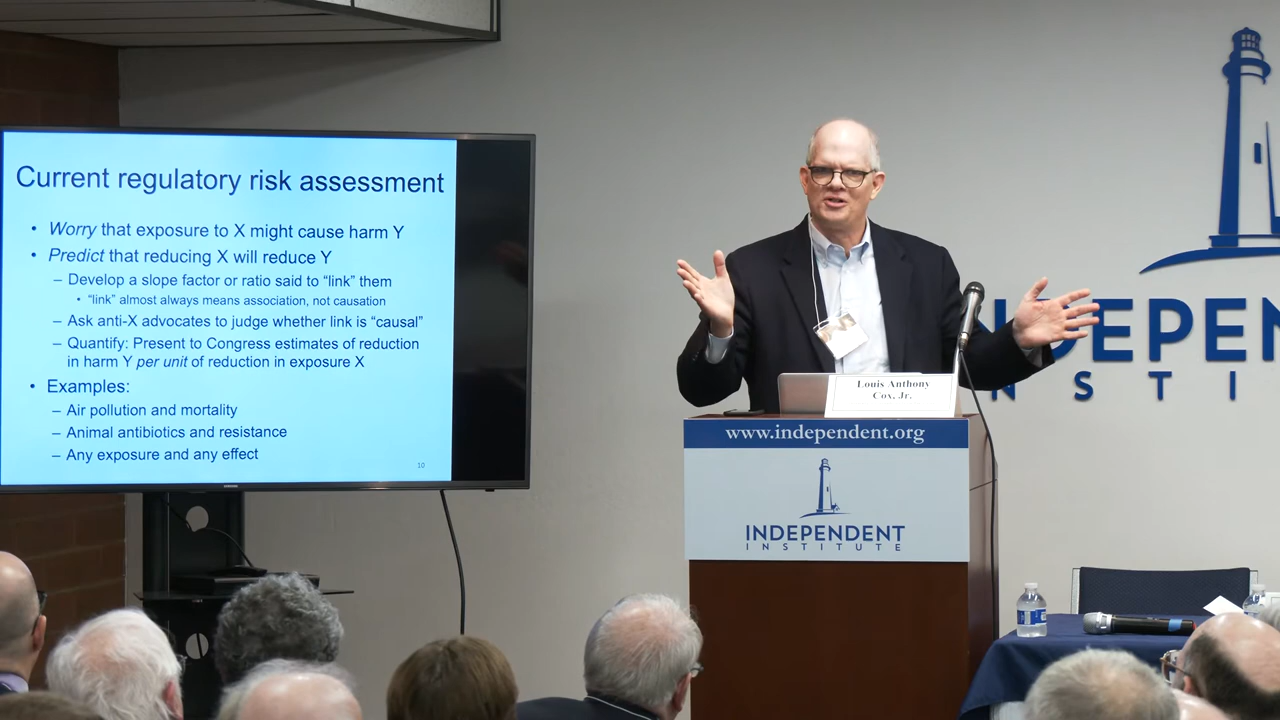 Current regulatory risk assessment
• Worry that exposure to X might cause harm Y
• Predict that reducing X will reduce Y
– Develop a slope factor or ratio said to “link” them
• “link” almost always means association, not causation
– Ask anti-X advocates to judge whether link is “causal”
– Quantify: Present to Congress estimates of reduction
in harm Y per unit of reduction in exposure X
• Examples:
– Air pollution and mortality
– Animal antibiotics and resistance
– Any exposure and any effect
10
SAMSUNG
Louis Anthony
Cox, Jr.
www.independent.org
INDEPENDENT
INSTITUTE
DEPEN
STI